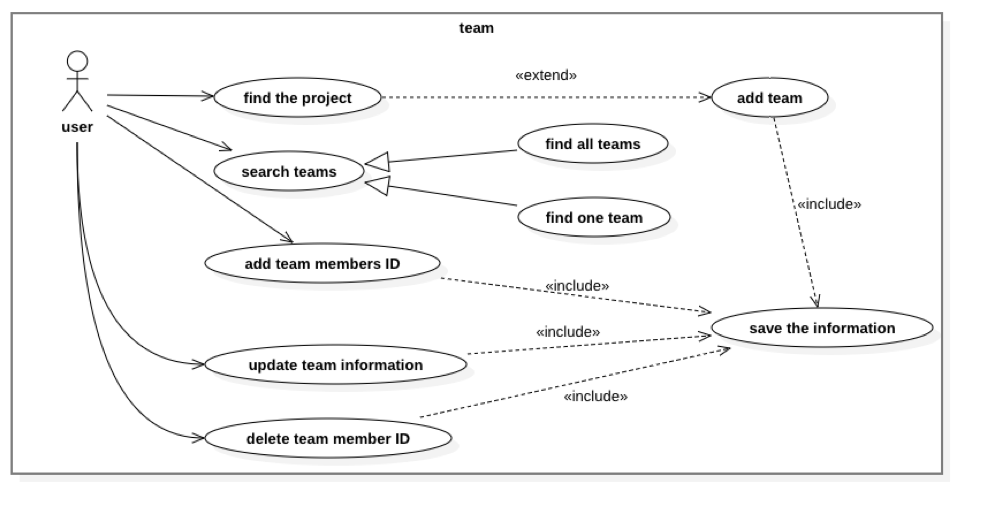 team
«extend»
find the project
add team
user
find all teams
search teams
«include»
find one team
add team members ID
«include»
save the information
«include»
update team information
«include»
delete team member ID